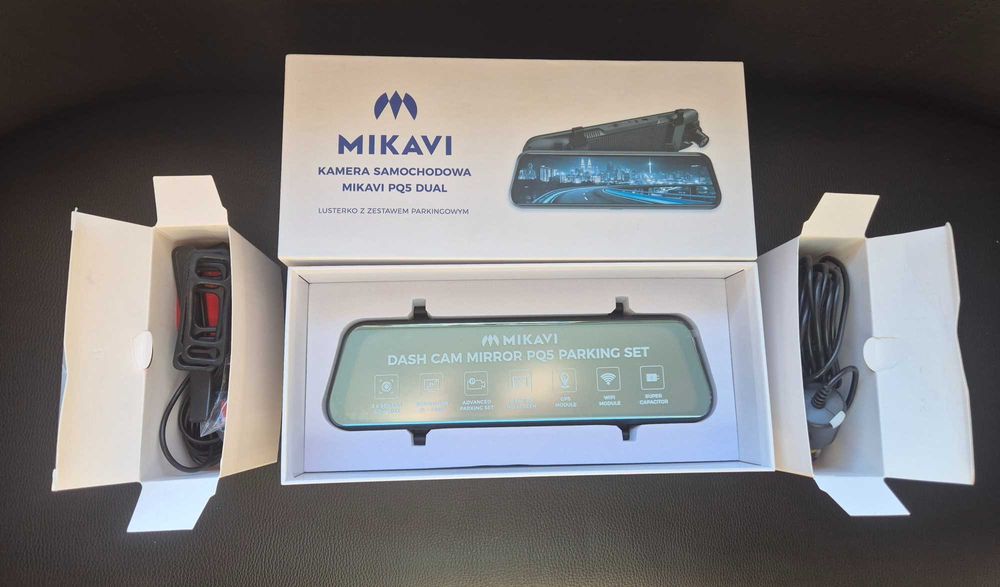 MIKAVI
KAMERA SAMOCHODOWA
MIKAVI PQ5 DUAL
LUSTERKO Z ZESTAWEM PARKINGOWYM
MIKAVI
DASH CAM MIRROR PQ5 PARKING SET
ADVANCED
PARKING SET
GPS
MODULE
WIFI
MODULE
SUPER
CAPACITOR